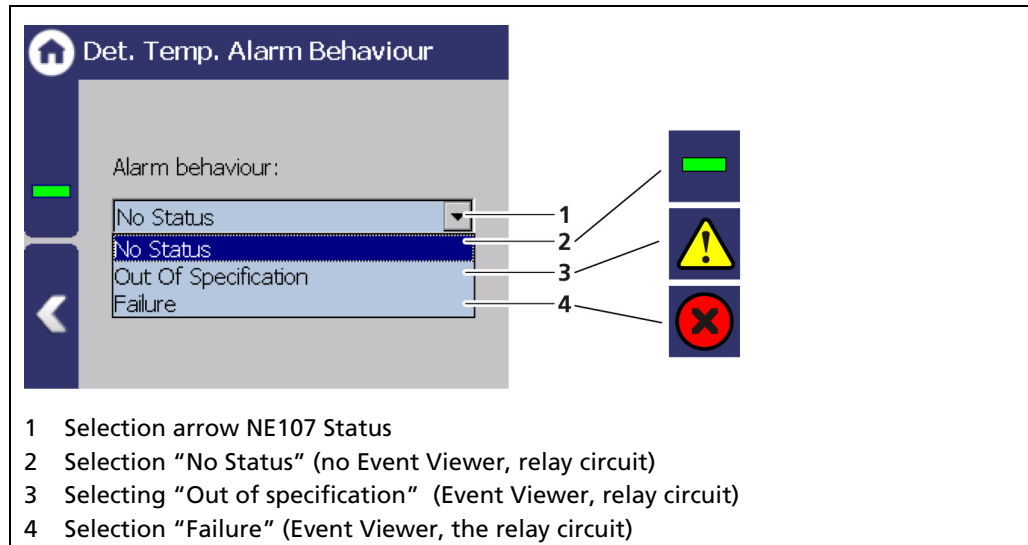 Det. Temp. Alarm Behaviour
Alarm behaviour:
No Status
No Status
Out Of Specification
Failure
1
2
3
4
1 Selection arrow NE107 Status
2 Selection “No Status” (no Event Viewer, relay circuit)
3 Selecting “Out of specification” (Event Viewer, relay circuit)
4 Selection “Failure” (Event Viewer, the relay circuit)